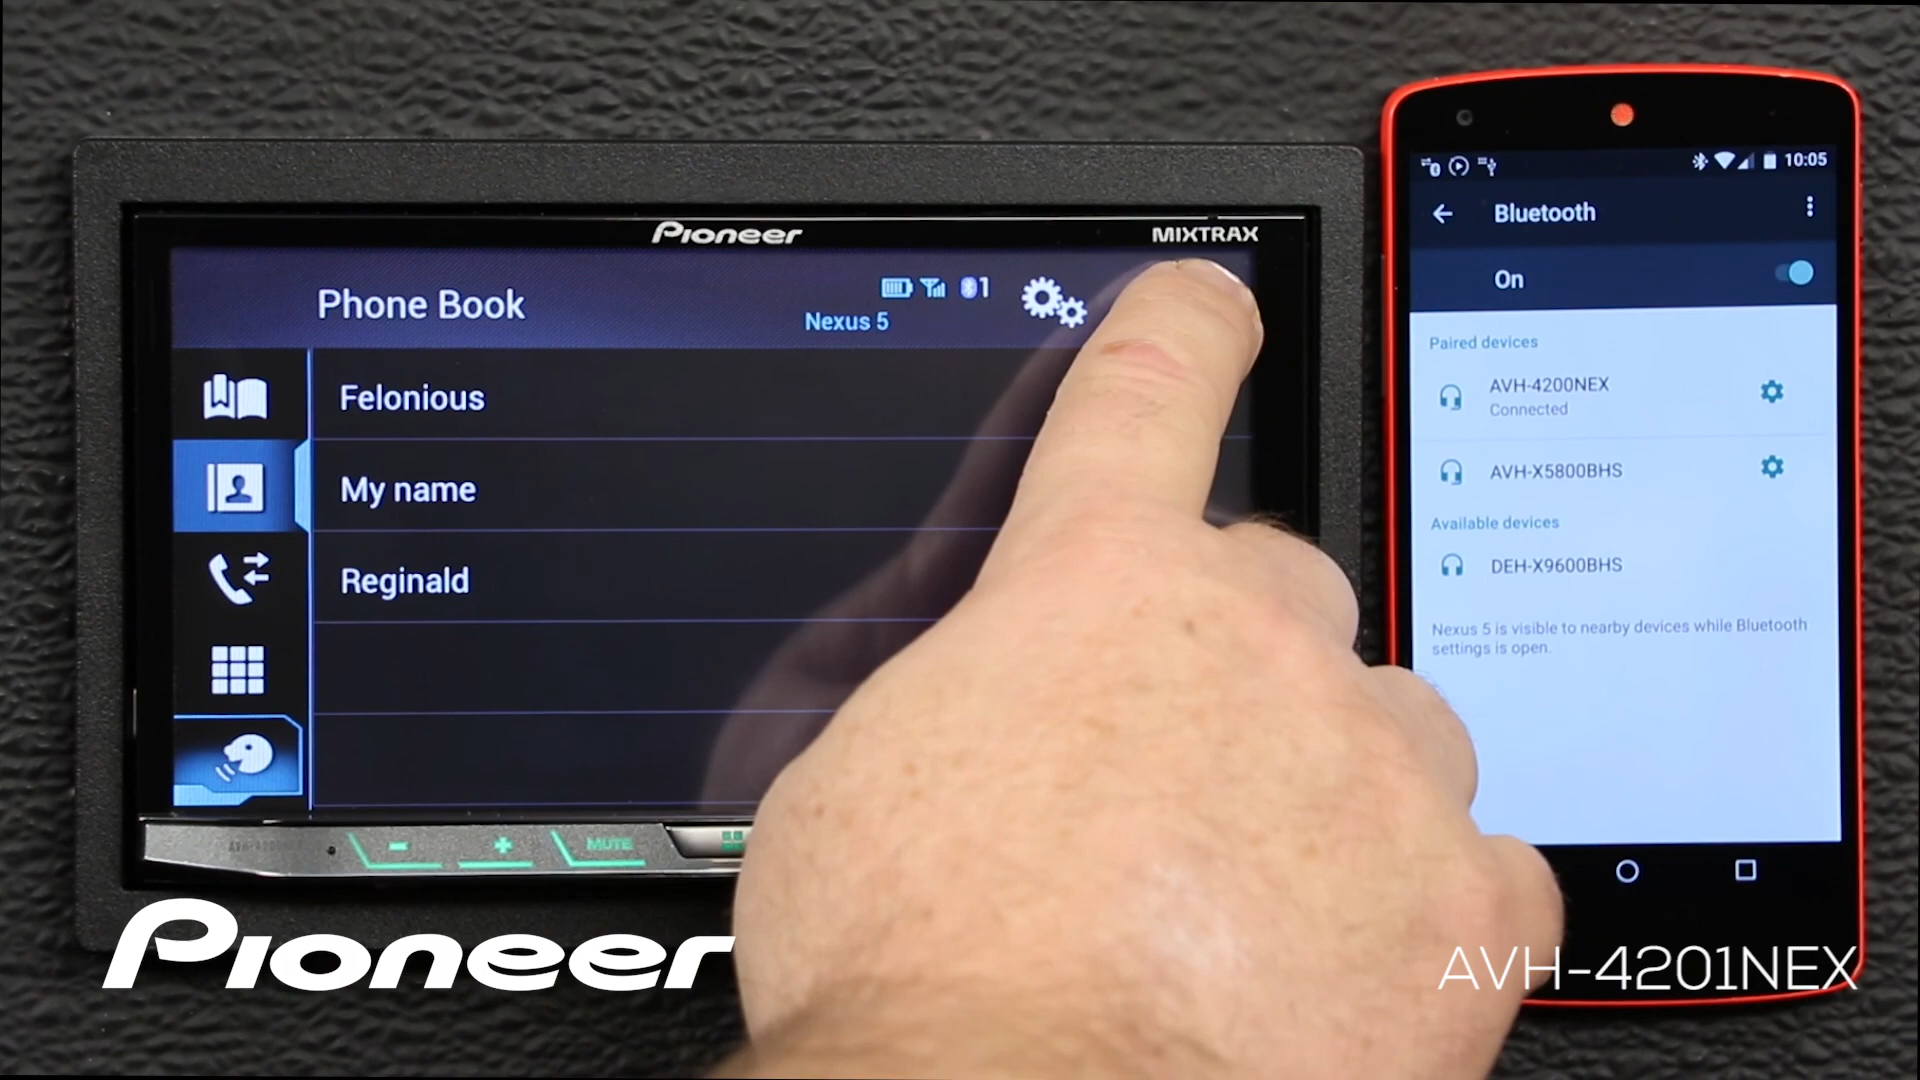 Pioneer
MIXTRAX
Phone Book
1
Nexus 5
Felonious
My name
Reginald
MUTE
10:05
Bluetooth
On
Paired devices
AVH-4200NEX
Connected
AVH-X5800BHS
Available devices
DEH-X9600BHS
Nexus 5 is visible to nearby devices while Bluetooth
settings is open.
Pioneer
AVH-4201NEX